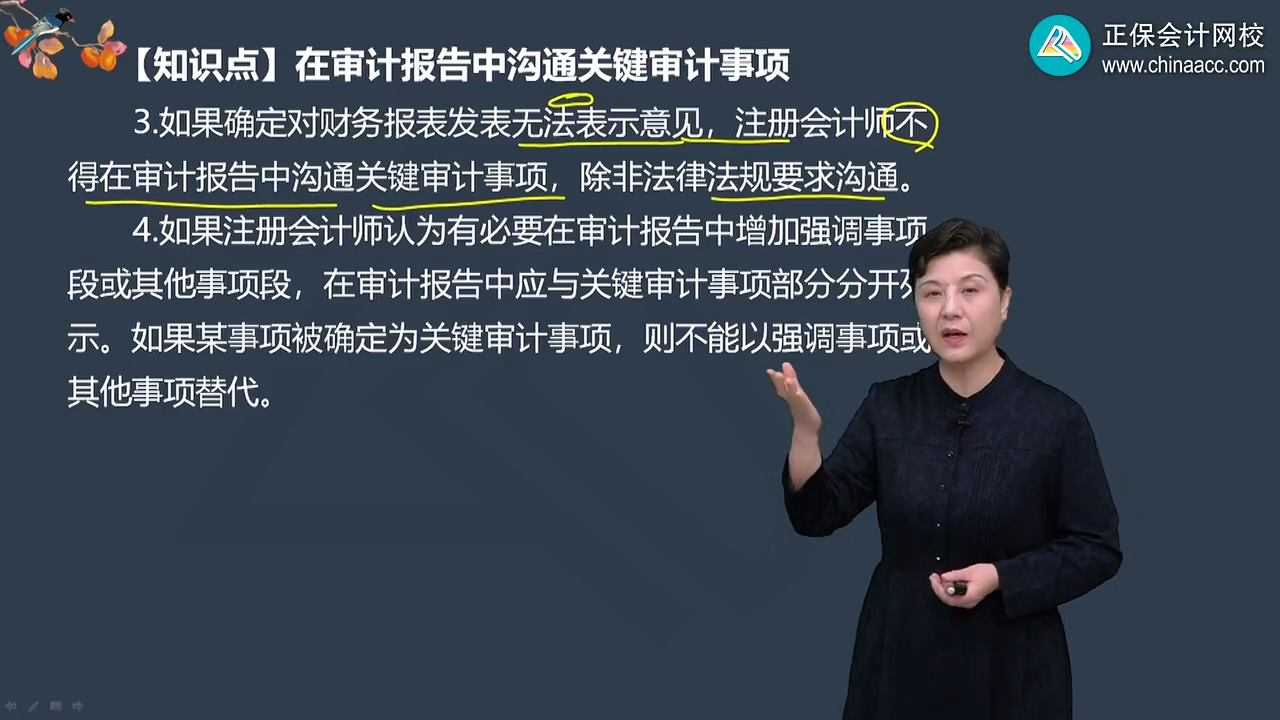 正保会计网校
www.chinaacc.com
【知识点】在审计报告中沟通关键审计事项
3.如果确定对财务报表发表无法表示意见，注册会计师不
得在审计报告中沟通关键审计事项，除非法律法规要求沟通。
4.如果注册会计师认为有必要在审计报告中增加强调事项
段或其他事项段，在审计报告中应与关键审计事项部分分开列
示。如果某事项被确定为关键审计事项，则不能以强调事项或
其他事项替代。